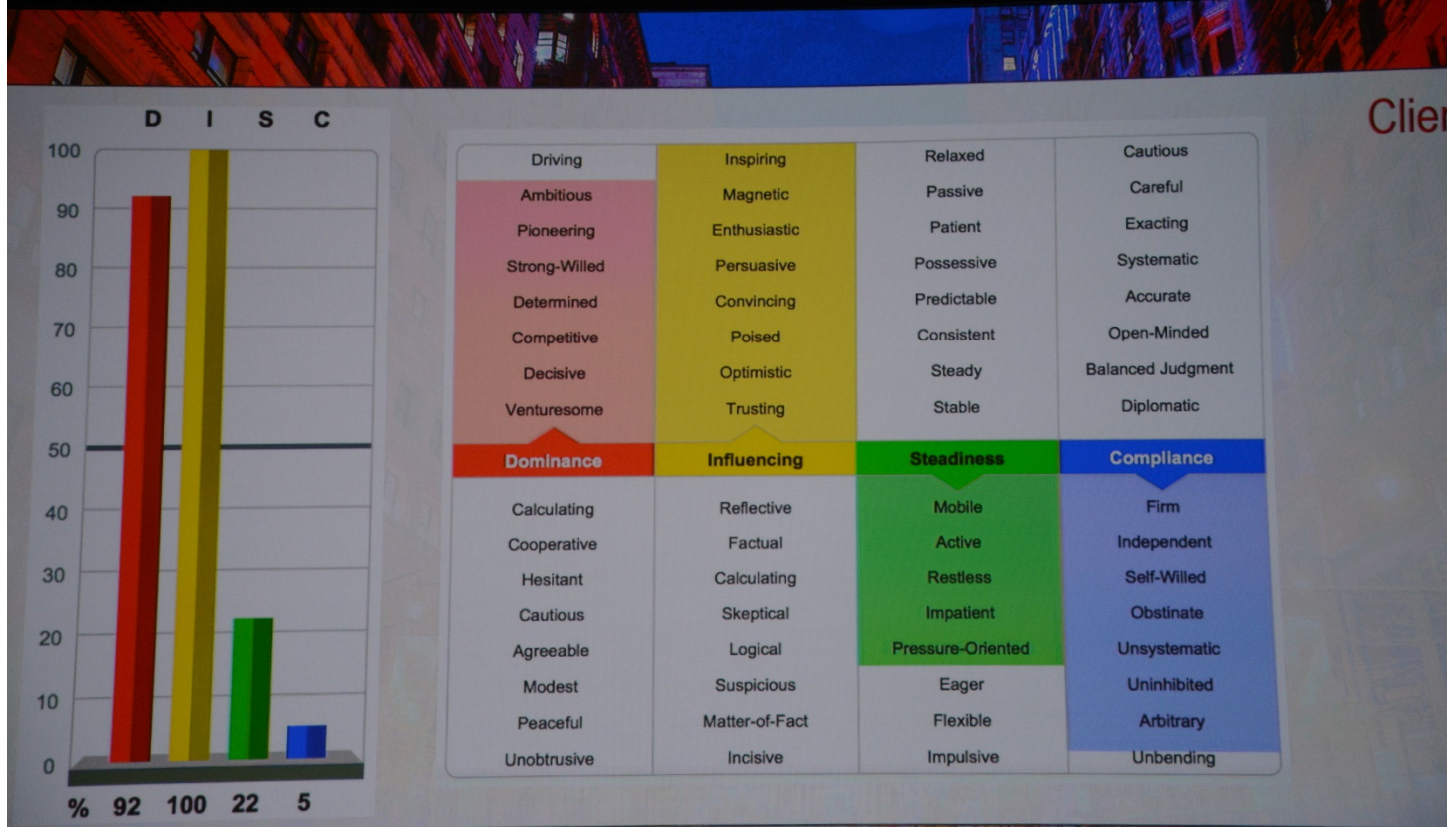 Clier
D I S C
100
90
80
70
60
50
40
30
20
10
0
% 92 100 22 5
Driving Inspiring Relaxed Cautious
Ambitious Magnetic Passive Careful
Pioneering Enthusiastic Patient Exacting
Strong-Willed Persuasive Possessive Systematic
Determined Convincing Predictable Accurate
Competitive Poised Consistent Open-Minded
Decisive Optimistic Steady Balanced Judgment
Venturesome Trusting Stable Diplomatic
Dominance Influencing Steadiness Compliance
Calculating Reflective Mobile Firm
Cooperative Factual Active Independent
Hesitant Calculating Restless Self-Willed
Cautious Skeptical Impatient Obstinate
Agreeable Logical Pressure-Oriented Unsystematic
Modest Suspicious Eager Uninhibited
Peaceful Matter-of-Fact Flexible Arbitrary
Unobtrusive Incisive Impulsive Unbending